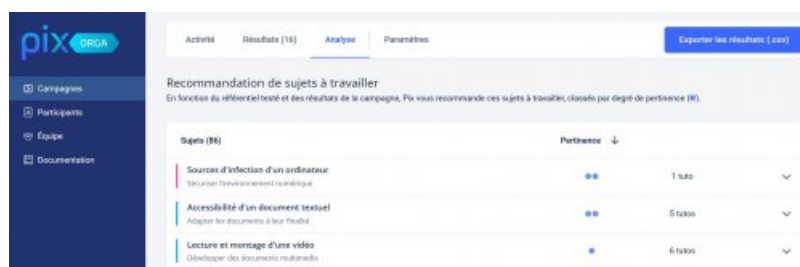 pix ORGA
Activité Résultats (16) Analyse Paramètres
Exporter les résultats (.csv)
Campagnes
Participants
Équipe
Documentation
Recommandation de sujets à travailler
En fonction du référentiel testé et des résultats de la campagne, Pix vous recommande ces sujets à travailler, classés par degré de pertinence ( ).
Sujets (86) Pertinence
Sources d'infection d'un ordinateur
Sécuriser l'environnement numérique
1 tuto
Accessibilité d'un document textuel
Adapter les documents à leur finalité
5 tutos
Lecture et montage d'une vidéo
Développer des documents multimedia
6 tutos